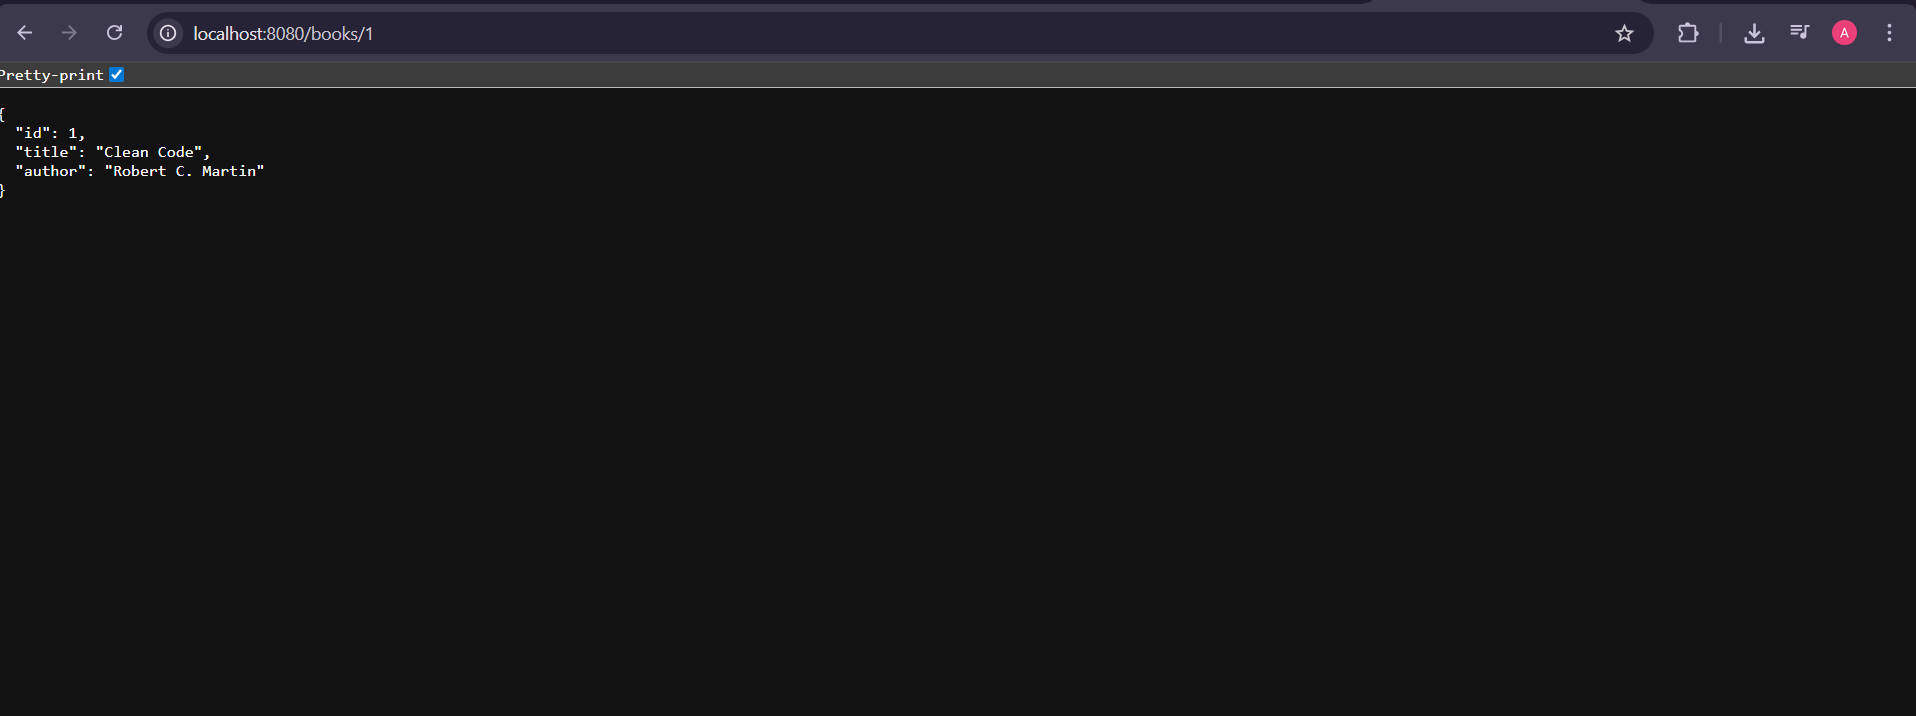 localhost:8080/books/1
A
Pretty-print
{
  "id": 1,
  "title": "Clean Code",
  "author": "Robert C. Martin"
}